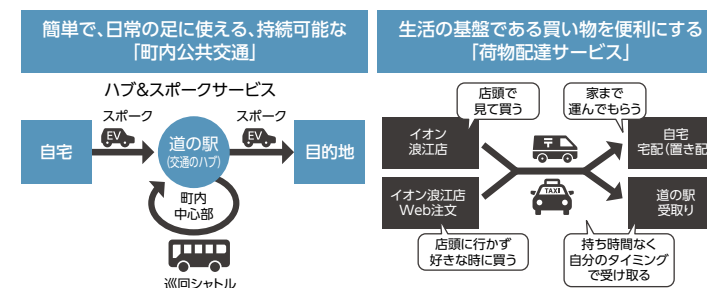 簡単で、日常の足に使える、持続可能な
「町内公共交通」
ハブ&スポークサービス
スポーク
スポーク
EV
EV
自宅
道の駅
(交通のハブ)
目的地
町内
中心部
巡回シャトル
生活の基盤である買い物を便利にする
「荷物配達サービス」
店頭で
見て買う
家まで
運んでもらう
イオン
浪江店
〒
自宅
宅配(置き配
イオン浪江店
Web注文
TAXI
道の駅
受取り
店頭に行かず
好きな時に買う
持ち時間なく
自分のタイミング
で受け取る